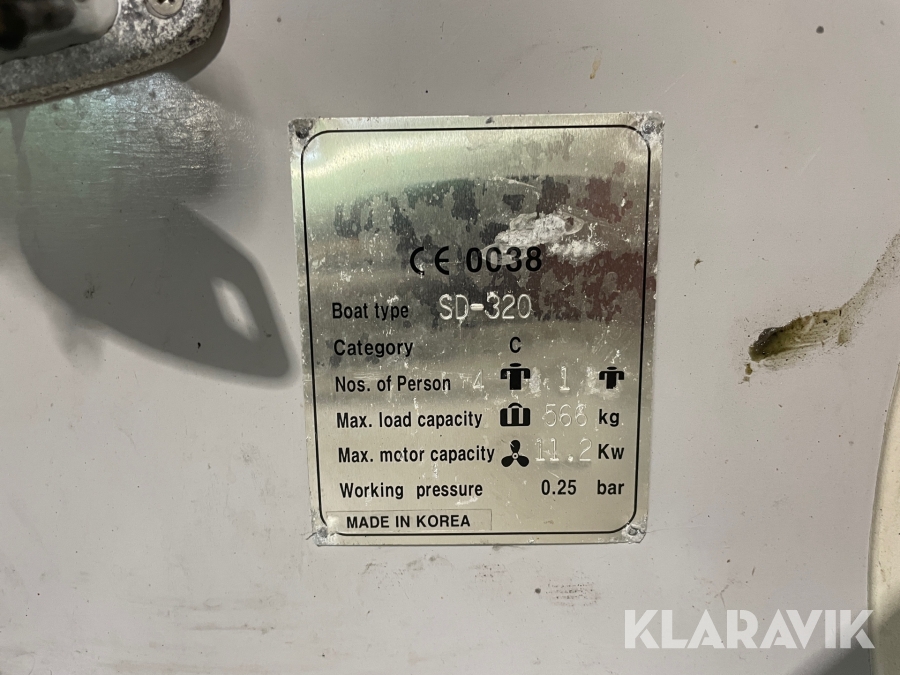 CE 0038
Boat type SD-320
Category C
Nos. of Person 4 1
Max. load capacity 566 kg
Max. motor capacity 11.2 Kw
Working pressure 0.25 bar
MADE IN KOREA
KLARAVIK